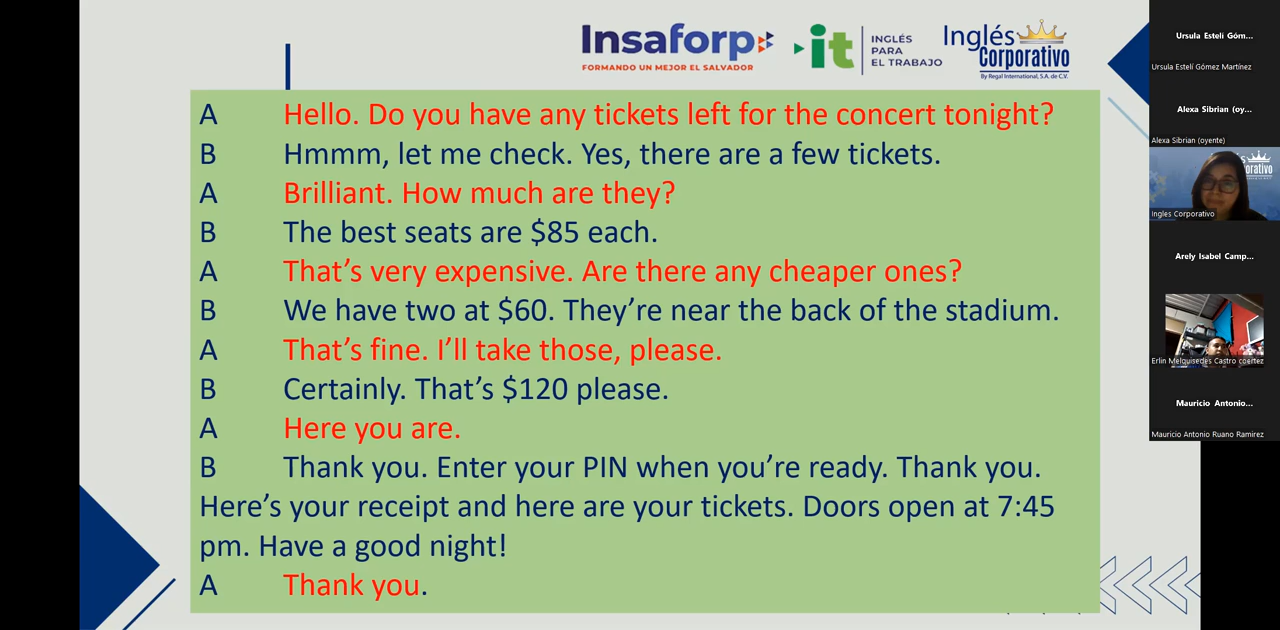 Insaforp
FORMANDO UN MEJOR EL SALVADOR
it
INGLÉS
PARA
EL TRABAJO
Inglés
Corporativo
By Regal International, S.A. de C.V.
A Hello. Do you have any tickets left for the concert tonight?
B Hmmm, let me check. Yes, there are a few tickets.
A Brilliant. How much are they?
B The best seats are $85 each.
A That’s very expensive. Are there any cheaper ones?
B We have two at $60. They’re near the back of the stadium.
A That’s fine. I’ll take those, please.
B Certainly. That’s $120 please.
A Here you are.
B Thank you. Enter your PIN when you’re ready. Thank you.
Here’s your receipt and here are your tickets. Doors open at 7:45
pm. Have a good night!
A Thank you.
Ursula Estelí Góm...
Ursula Estelí Gómez Martínez
Alexa Sibrian (oy...
Alexa Sibrian (oyente)
Ingles Corporativo
Arely Isabel Camp...
Erlin Melquisedes Castro coertez
Mauricio Antonio...
Mauricio Antonio Ruano Ramirez